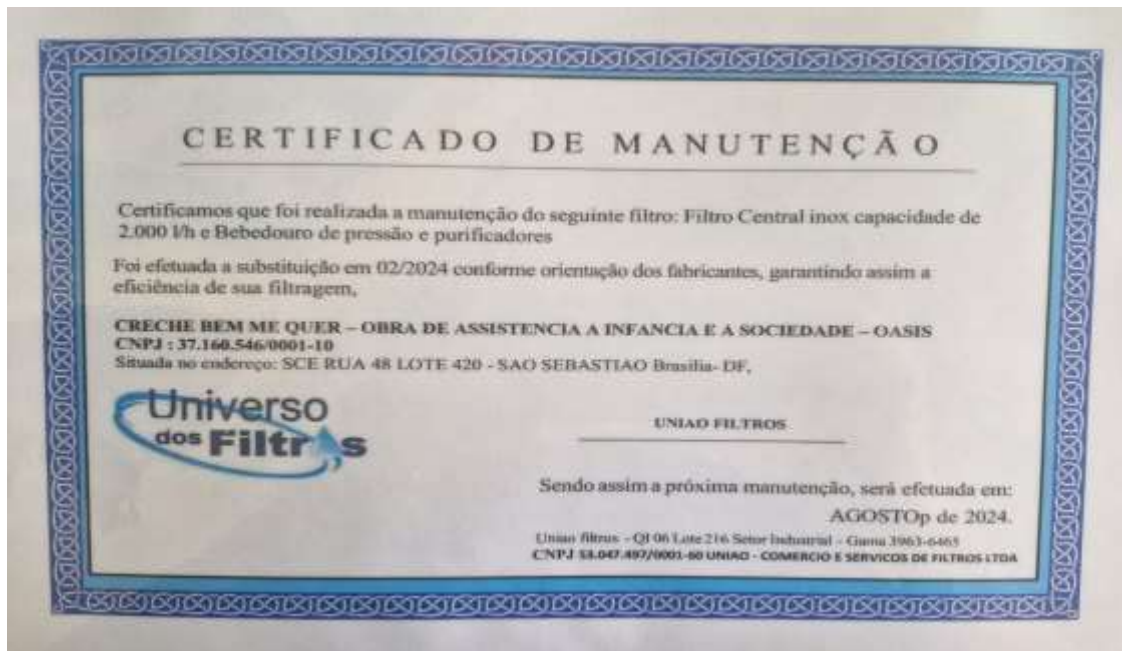 CERTIFICADO DE MANUTENÇÃO
Certificamos que foi realizada a manutenção do seguinte filtro: Filtro Central inox capacidade de
2.000 l/h e Bebedouro de pressão e purificadores
Foi efetuada a substituição em 02/2024 conforme orientação dos fabricantes, garantindo assim a
eficiência de sua filtragem,
CRECHE BEM ME QUER – OBRA DE ASSISTENCIA A INFANCIA E A SOCIEDADE – OASIS
CNPJ : 37.160.546/0001-10
Situada no endereço: SCE RUA 48 LOTE 420 - SAO SEBASTIAO Brasilia- DF,
Universo
dos Filtros
UNIAO FILTROS
Sendo assim a próxima manutenção, será efetuada em:
AGOSTOp de 2024.
Uniao filtros – QI 06 Lote 216 Setor Industrial – Gama 3963-6465
CNPJ 53.047.497/0001-60 UNIAO - COMERCIO E SERVICOS DE FILTROS LTDA